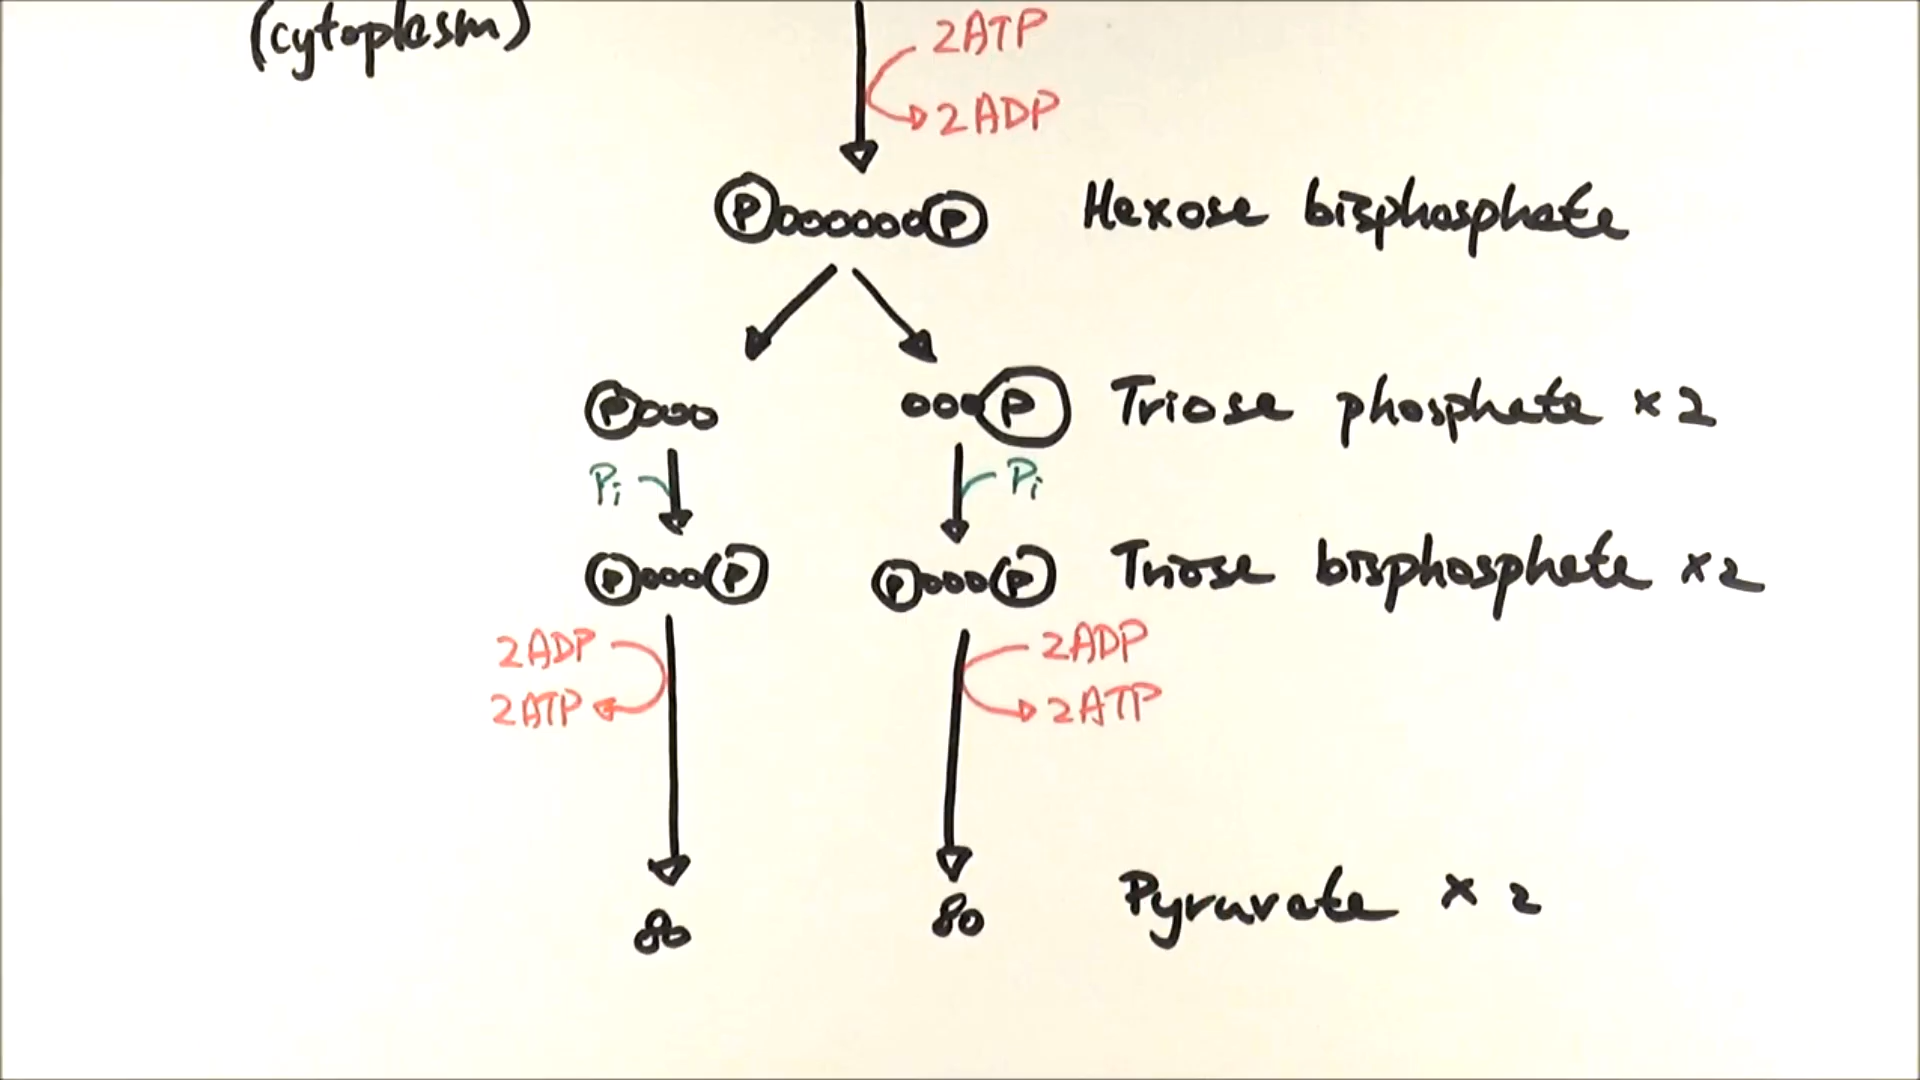 (cytoplasm)
2ATP
2ADP
P P Hexose bisphosphate
P P Triose phosphate × 2
Pi Pi
P P P P Triose bisphosphate × 2
2ADP 2ADP
2ATP 2ATP
Pyruvate × 2